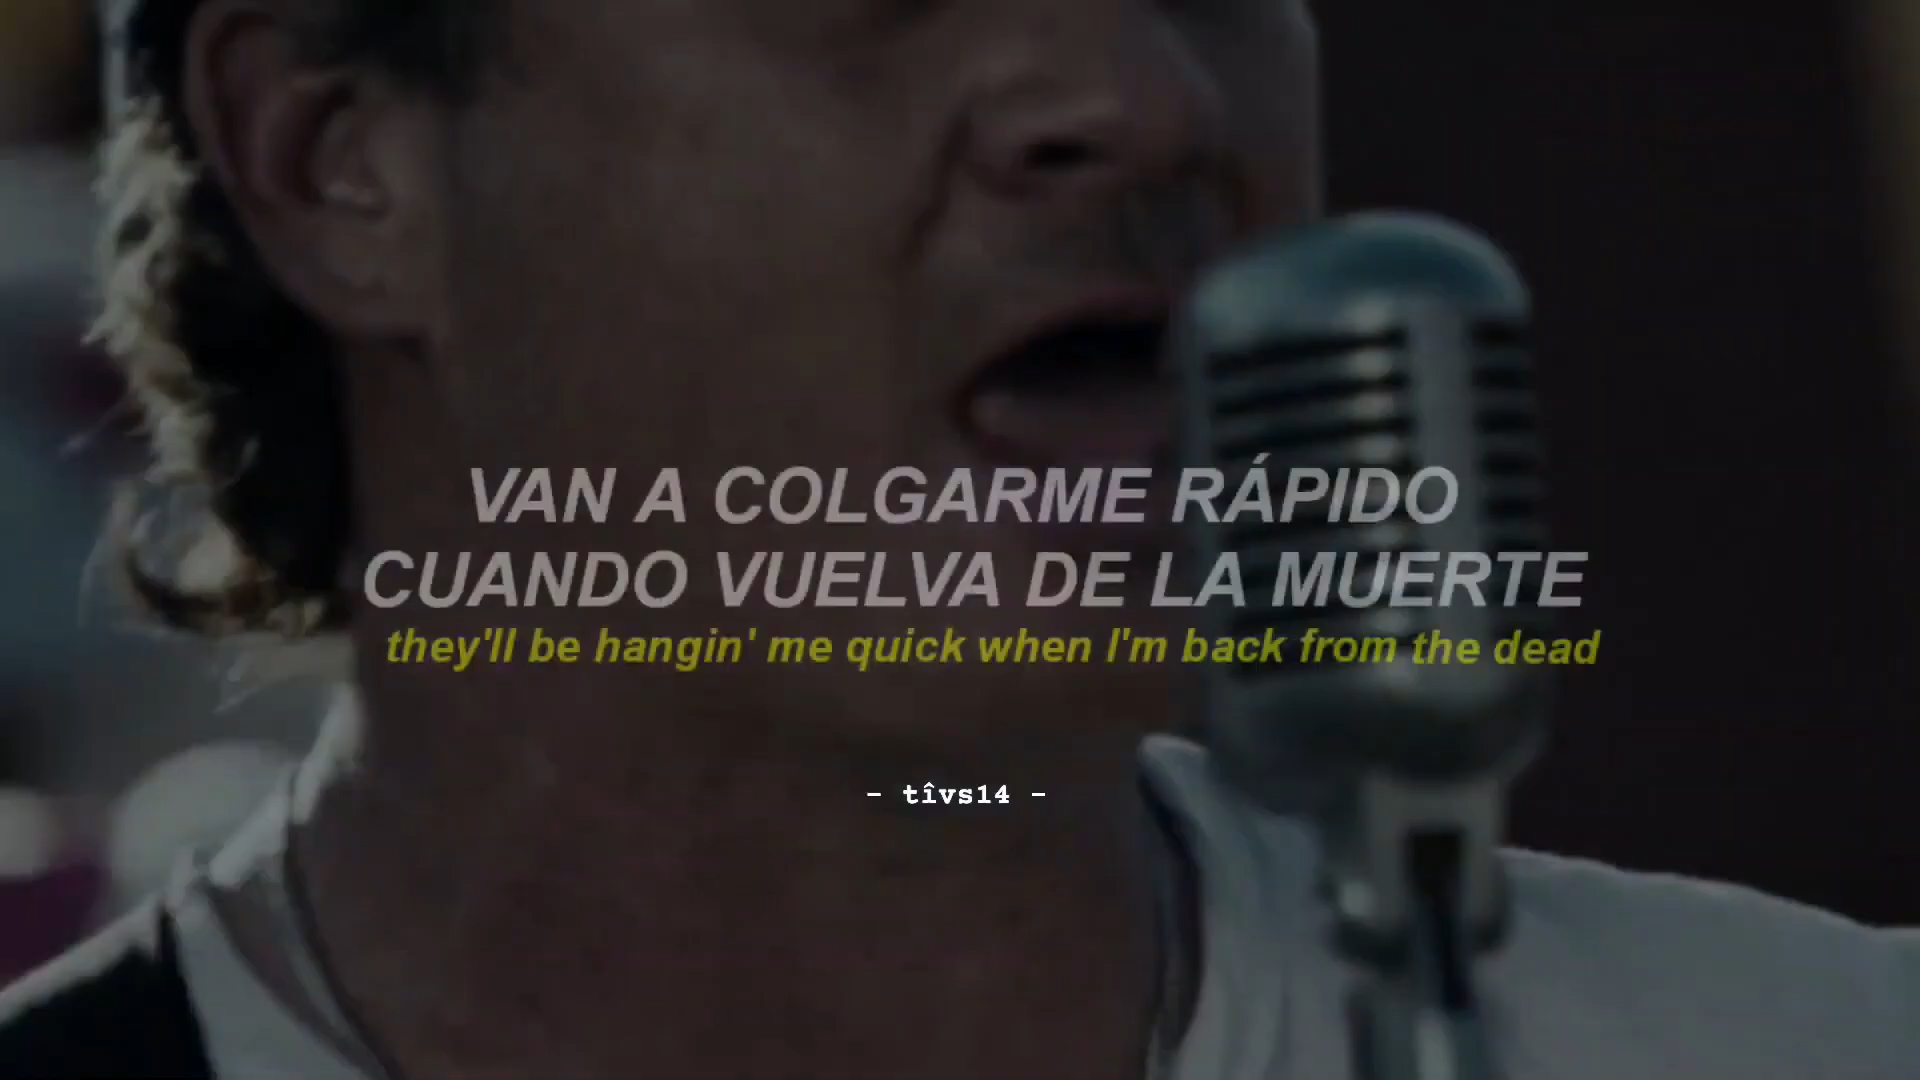 VAN A COLGARME RÁPIDO
CUANDO VUELVA DE LA MUERTE
they'll be hangin' me quick when I'm back from the dead
- tîvs14 -